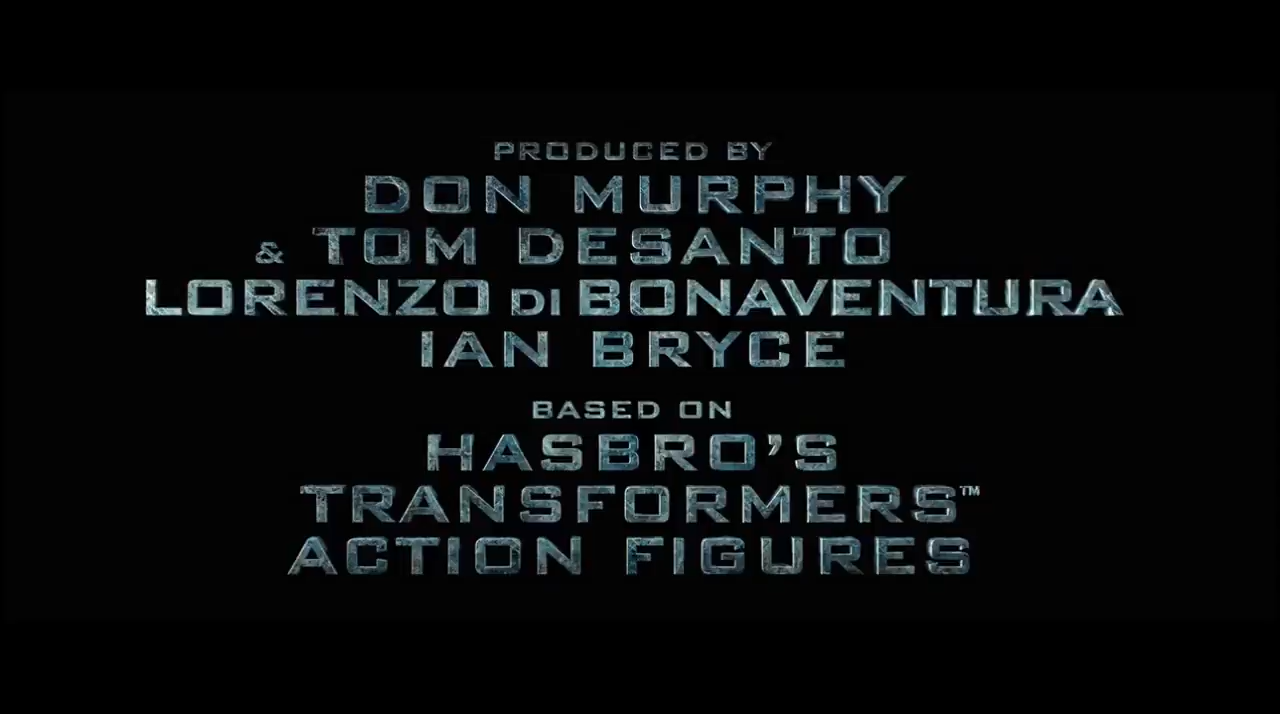 PRODUCED BY
DON MURPHY
& TOM DESANTO
LORENZO DI BONAVENTURA
IAN BRYCE
BASED ON
HASBRO'S
TRANSFORMERS™
ACTION FIGURES